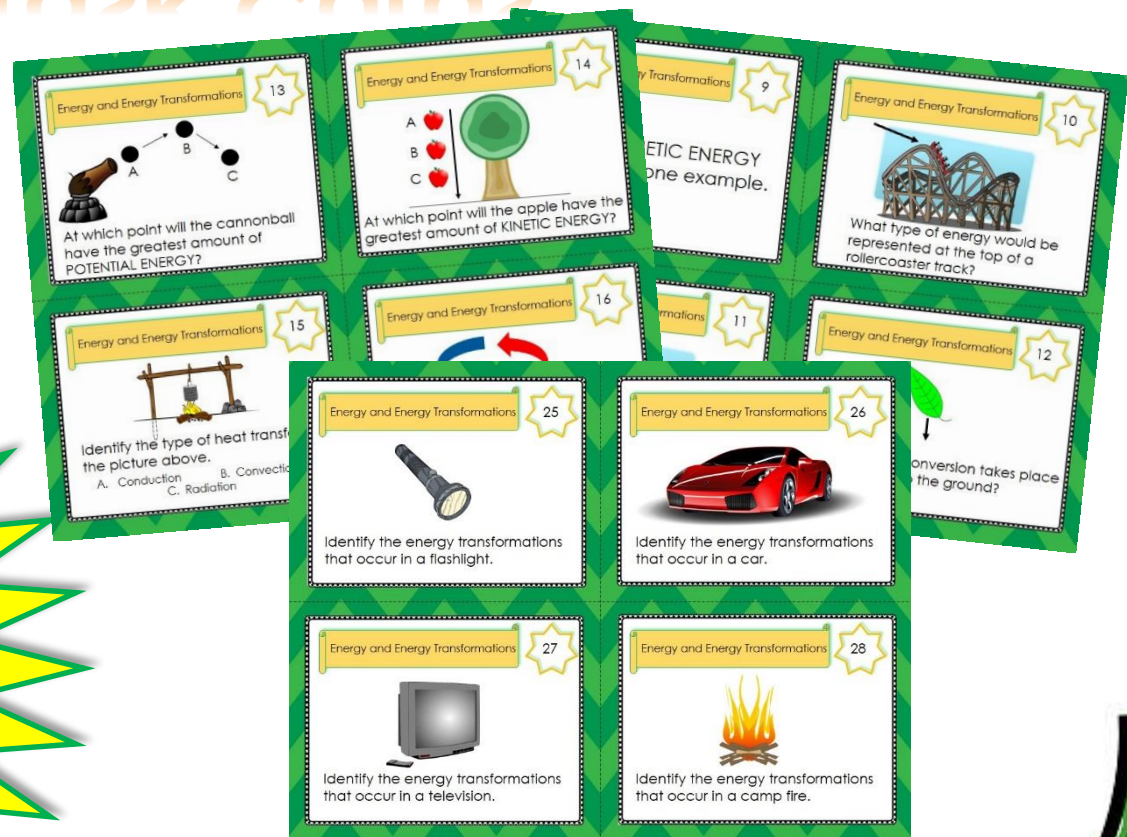 Task Cards
Energy and Energy Transformations
13
A
B
C
At which point will the cannonball
have the greatest amount of
POTENTIAL ENERGY?
Energy and Energy Transformations
14
A
B
C
At which point will the apple have the
greatest amount of KINETIC ENERGY?
Transformations
9
ENERGY
one example.
Energy and Energy Transformations
10
What type of energy would be
represented at the top of a
rollercoaster track?
Energy and Energy Transformations
15
Identify the type of heat
the picture above.
A. Conduction
B.
C. Radiation
Energy and Energy Transformations
16
11
Energy and Energy Transformations
12
takes place
the ground?
Energy and Energy Transformations
25
Identify the energy transformations
that occur in a flashlight.
Energy and Energy Transformations
26
Identify the energy transformations
that occur in a car.
Energy and Energy Transformations
27
Identify the energy transformations
that occur in a television.
Energy and Energy Transformations
28
Identify the energy transformations
that occur in a camp fire.